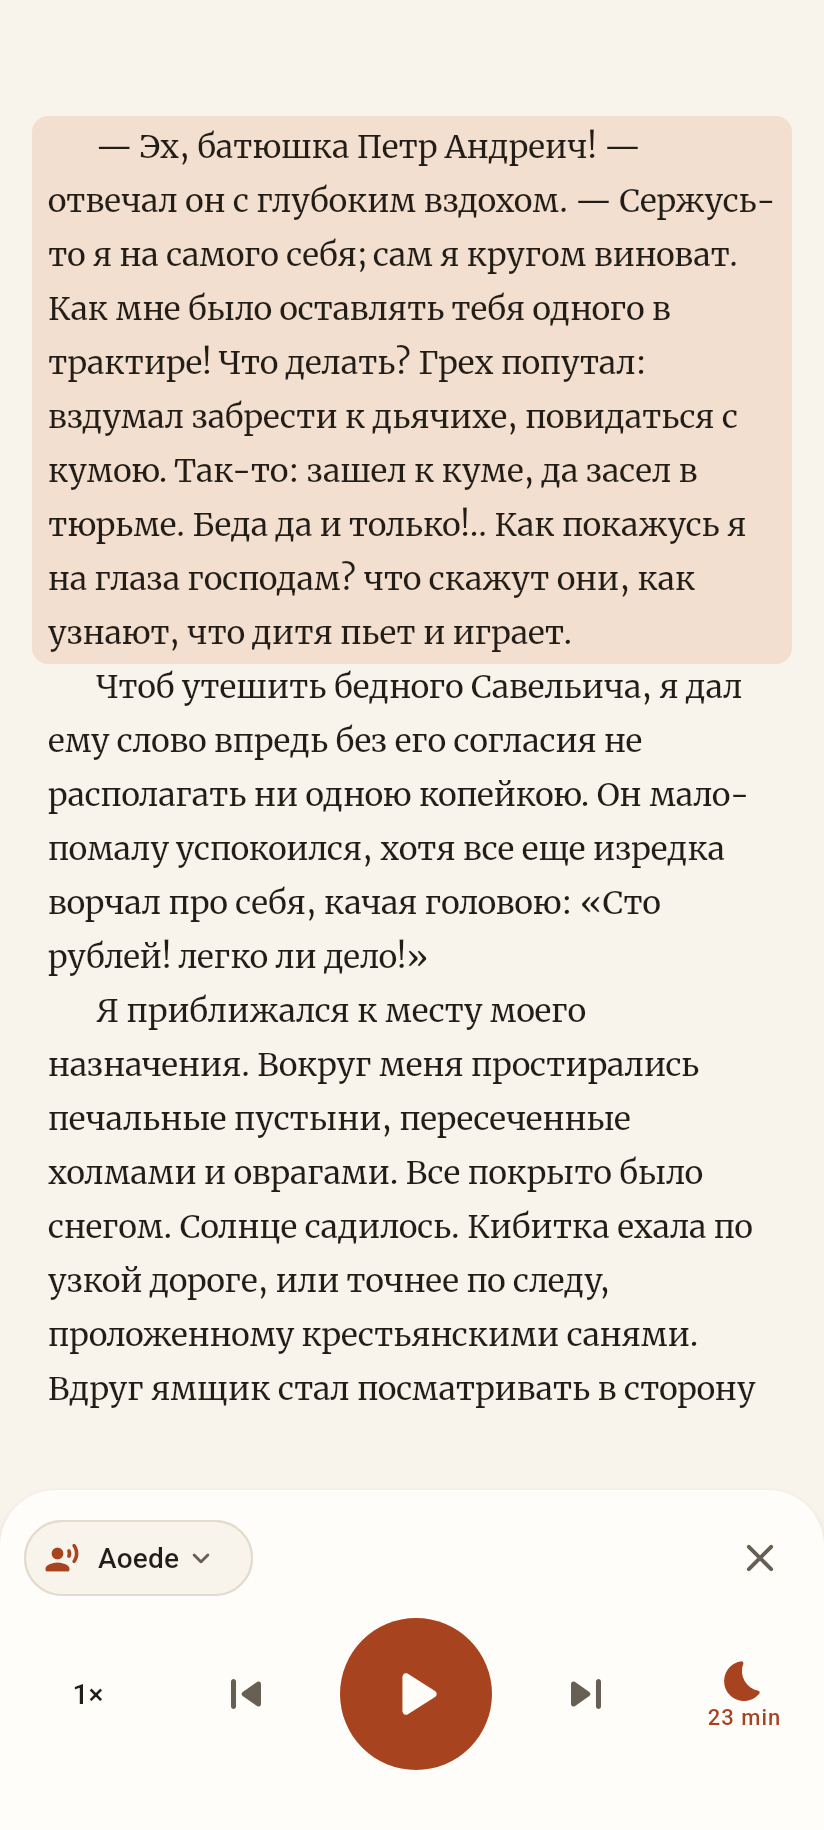 — Эх, батюшка Петр Андреич! —
отвечал он с глубоким вздохом. — Сержусь-
то я на самого себя; сам я кругом виноват.
Как мне было оставлять тебя одного в
трактире! Что делать? Грех попутал:
вздумал забрести к дьячихе, повидаться с
кумою. Так-то: зашел к куме, да засел в
тюрьме. Беда да и только!.. Как покажусь я
на глаза господам? что скажут они, как
узнают, что дитя пьет и играет.
Чтоб утешить бедного Савельича, я дал
ему слово впредь без его согласия не
располагать ни одною копейкою. Он мало-
помалу успокоился, хотя все еще изредка
ворчал про себя, качая головою: «Сто
рублей! легко ли дело!»
Я приближался к месту моего
назначения. Вокруг меня простирались
печальные пустыни, пересеченные
холмами и оврагами. Все покрыто было
снегом. Солнце садилось. Кибитка ехала по
узкой дороге, или точнее по следу,
проложенному крестьянскими санями.
Вдруг ямщик стал посматривать в сторону
Aoede
1×
23 min